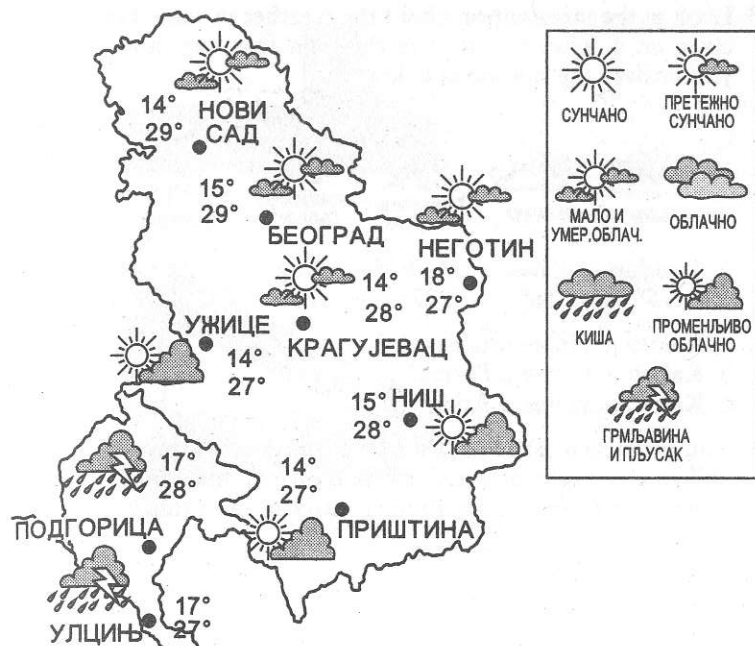 14°
29°
НОВИ
САД
15°
29°
БЕОГРАД
НЕГОТИН
18°
27°
14°
28°
КРАГУЈЕВАЦ
УЖИЦЕ
14°
27°
НИШ
15°
28°
17°
28°
ПОДГОРИЦА
14°
27°
ПРИШТИНА
17°
27°
УЛЦИЊ
СУНЧАНО
ПРЕТЕЖНО
СУНЧАНО
МАЛО И
УМЕР.ОБЛАЧ.
ОБЛАЧНО
КИША
ПРОМЕНЉИВО
ОБЛАЧНО
ГРМЉАВИНА
И ПЉУСАК